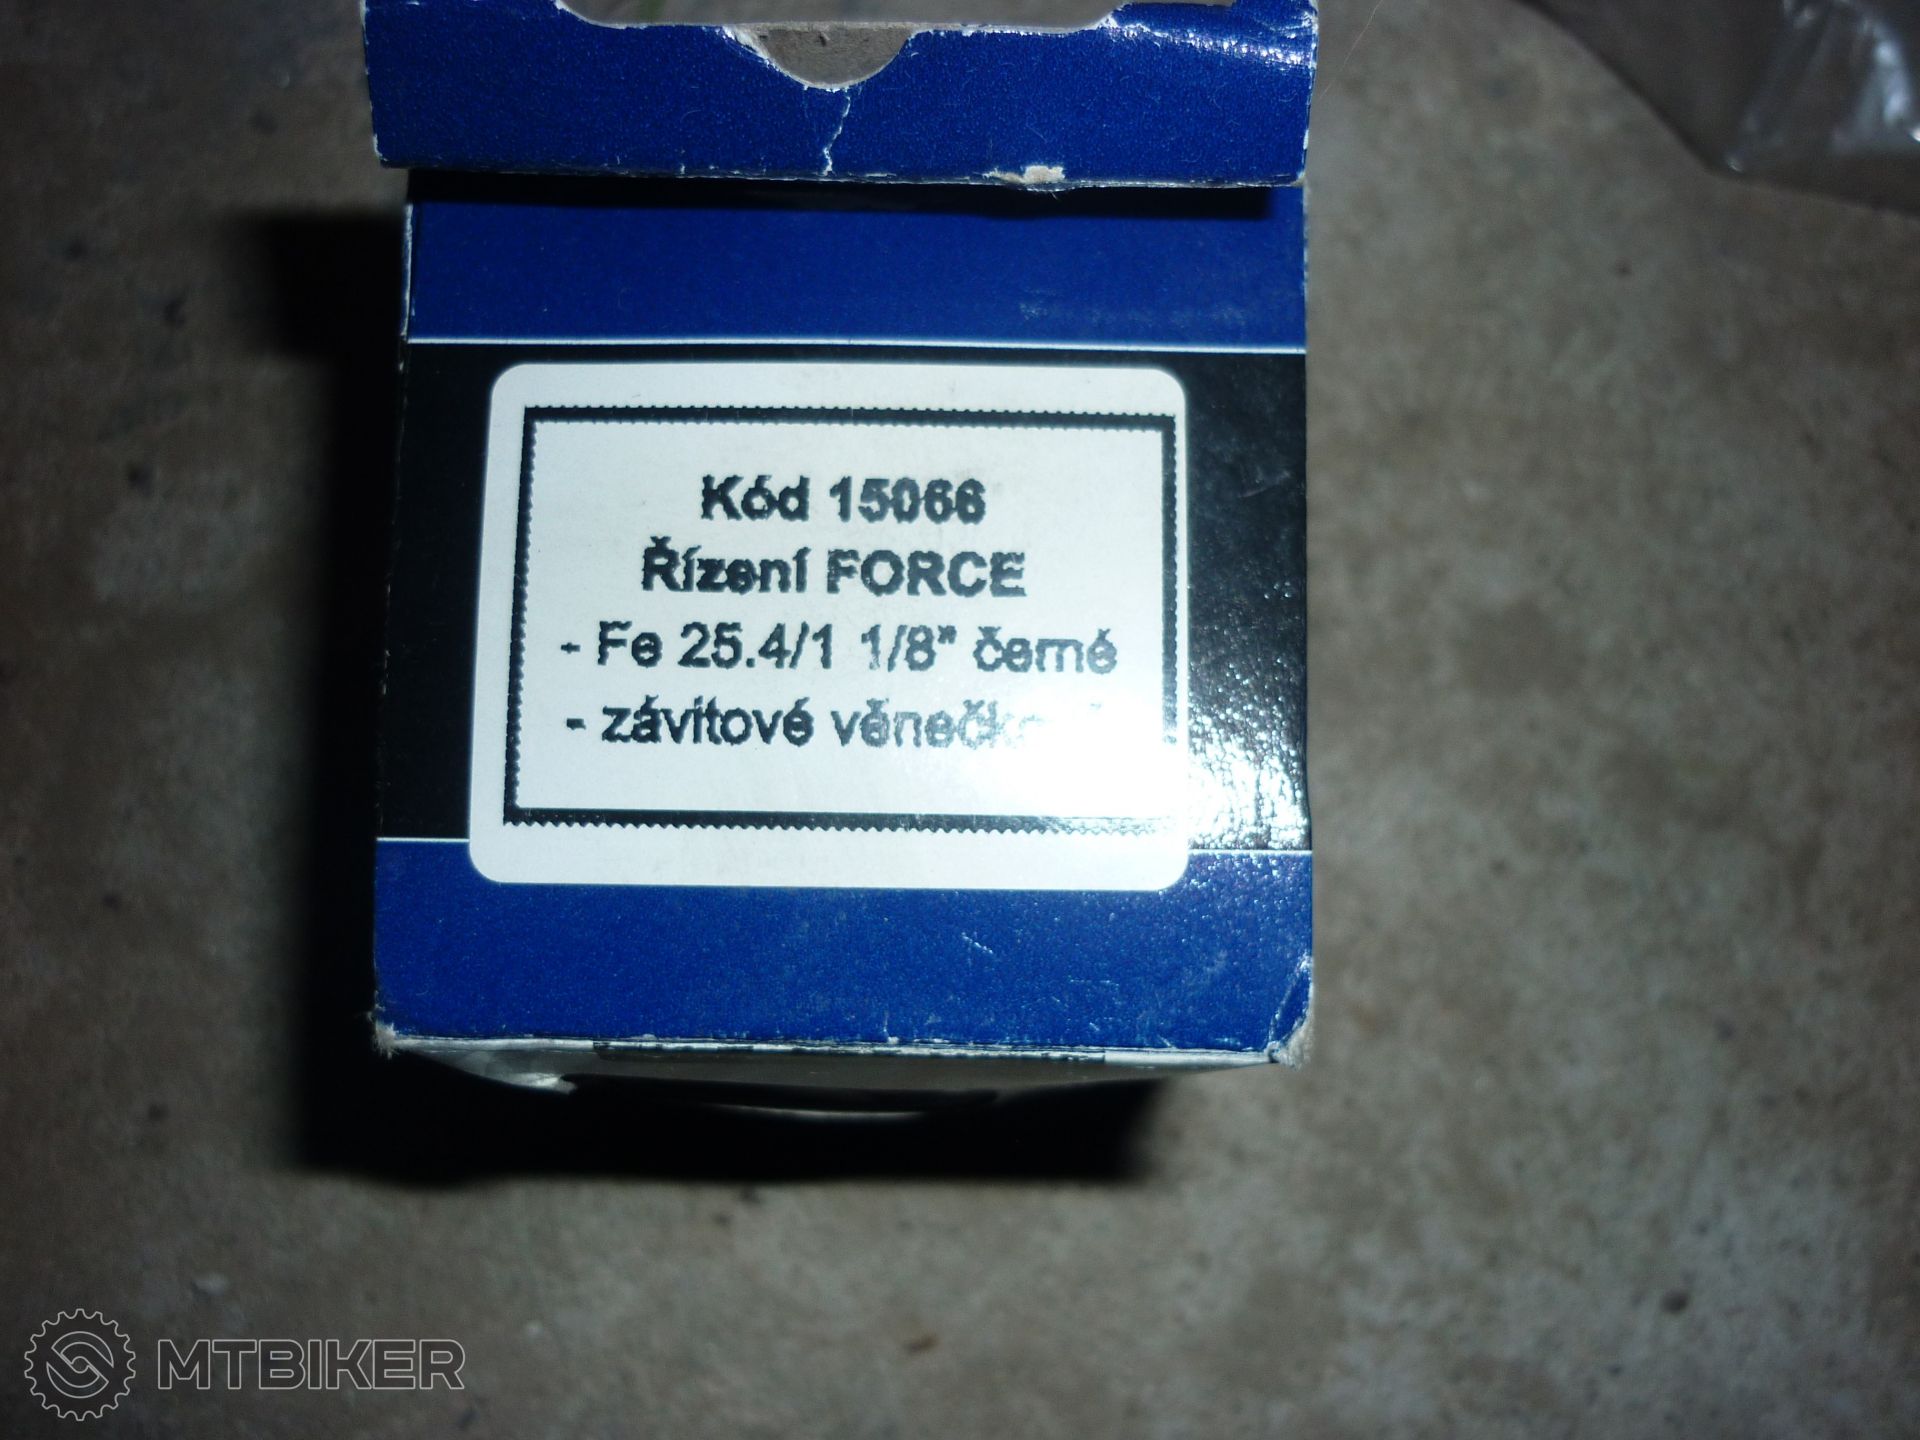 Kód 15066
Řízení FORCE
- Fe 25.4/1 1/8" černé
- závitové
MTBIKER